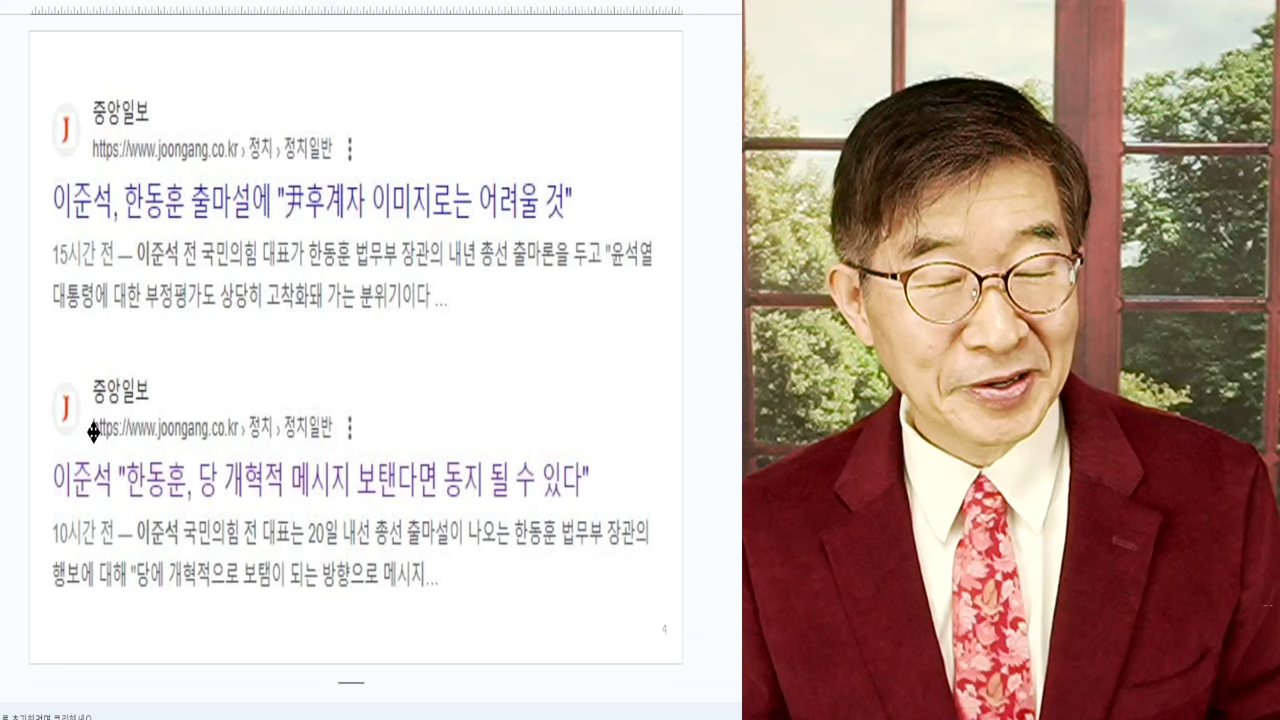 중앙일보
https://www.joongang.co.kr › 정치 › 정치일반
이준석, 한동훈 출마설에 "尹후계자 이미지로는 어려울 것"
15시간 전 — 이준석 전 국민의힘 대표가 한동훈 법무부 장관의 내년 총선 출마론을 두고 "윤석열
대통령에 대한 부정평가도 상당히 고착화돼 가는 분위기이다 ...
중앙일보
https://www.joongang.co.kr › 정치 › 정치일반
이준석 "한동훈, 당 개혁적 메시지 보탠다면 동지 될 수 있다"
10시간 전 — 이준석 국민의힘 전 대표는 20일 내선 총선 출마설이 나오는 한동훈 법무부 장관의
행보에 대해 "당에 개혁적으로 보탬이 되는 방향으로 메시지...
4